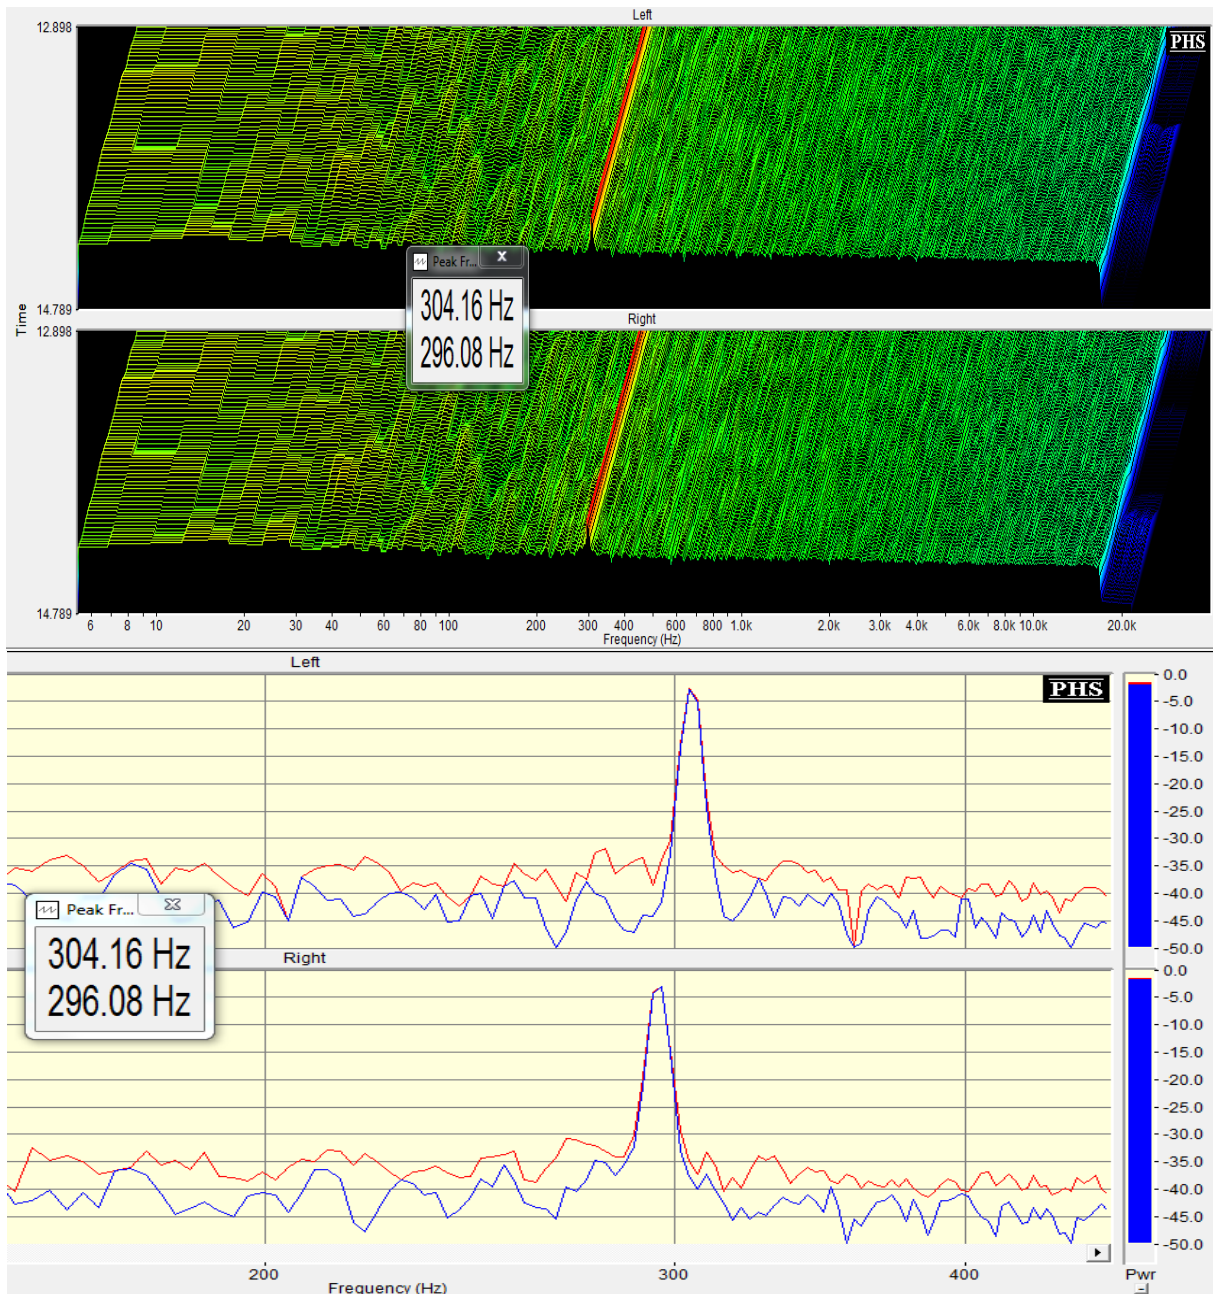 Left
12.898
PHS
Peak Fr...
X
304.16 Hz
296.08 Hz
14.789
Time
Right
12.898
14.789
6 8 10 20 30 40 60 80 100 200 300 400 600 800 1.0k 2.0k 3.0k 4.0k 6.0k 8.0k 10.0k 20.0k
Frequency (Hz)
Left
PHS
0.0
-5.0
-10.0
-15.0
-20.0
-25.0
-30.0
-35.0
-40.0
-45.0
-50.0
Peak Fr...
304.16 Hz
296.08 Hz
Right
0.0
-5.0
-10.0
-15.0
-20.0
-25.0
-30.0
-35.0
-40.0
-45.0
-50.0
200 300 400 Pwr
Frequency (Hz)